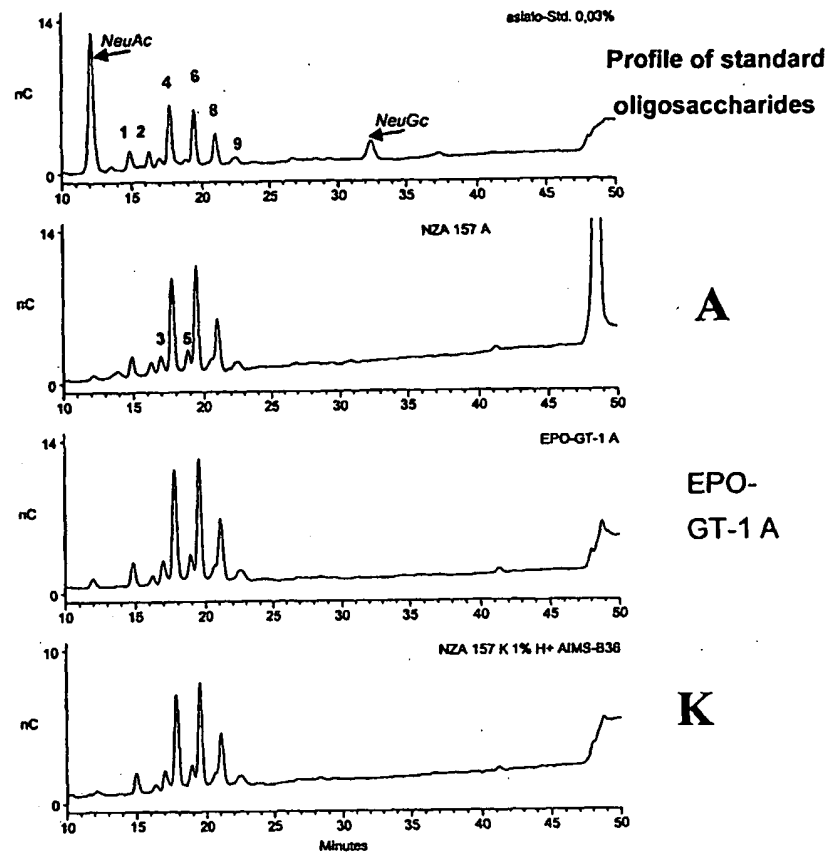 asialo-Std. 0,03%
14
NeuAc
Profile of standard
oligosaccharides
nC
1 2 4 6 8 9
NeuGc
0
10 15 20 25 30 35 40 45 50
14
NZA 157 A
nC
A
3 5
0
10 15 20 25 30 35 40 45 50
14
EPO-GT-1 A
nC
EPO-
GT-1 A
0
10 15 20 25 30 35 40 45 50
10
NZA 157 K 1% H+ AIMS-B36
nC
K
0
10 15 20 25 30 35 40 45 50
Minutes